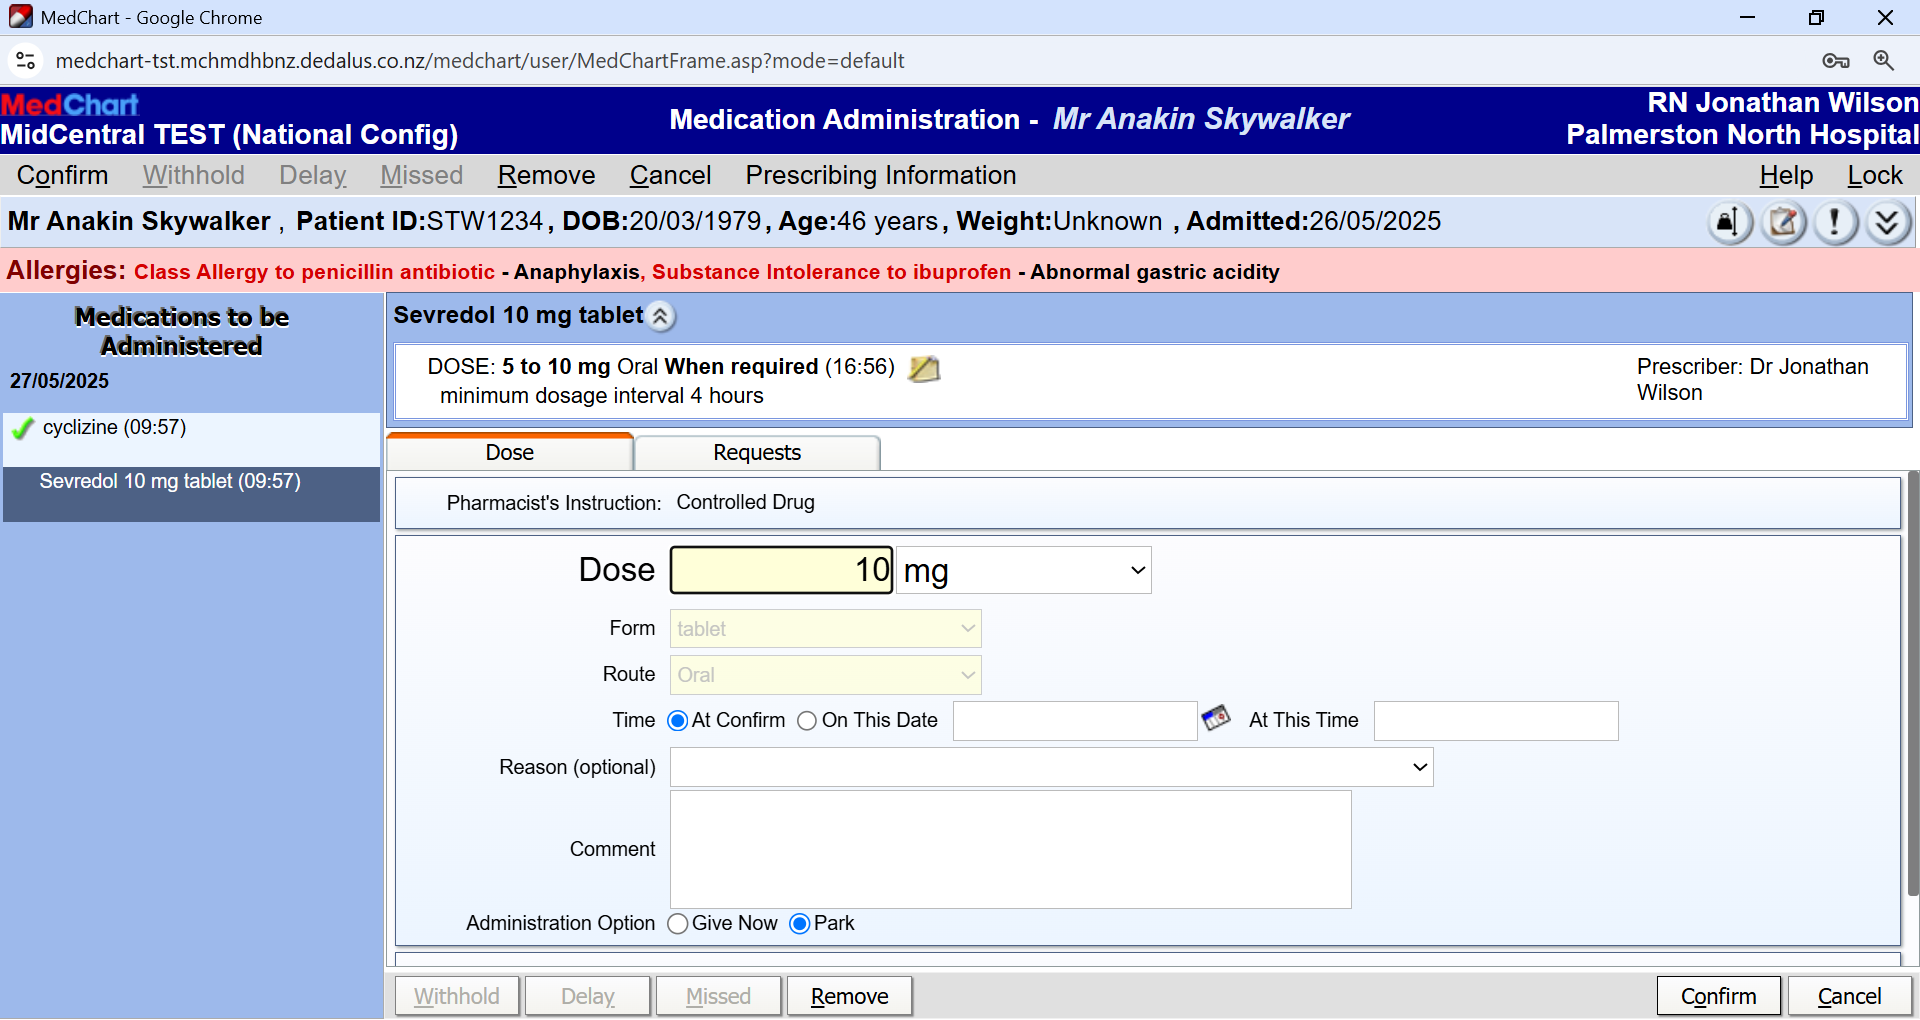 MedChart - Google Chrome
medchart-tst.mchmdhbnz.dedalus.co.nz/medchart/user/MedChartFrame.asp?mode=default
MedChart
MidCentral TEST (National Config)
Medication Administration - Mr Anakin Skywalker
RN Jonathan Wilson
Palmerston North Hospital
Confirm Withhold Delay Missed Remove Cancel Prescribing Information Help Lock
Mr Anakin Skywalker , Patient ID:STW1234, DOB:20/03/1979, Age:46 years, Weight:Unknown , Admitted:26/05/2025
Allergies: Class Allergy to penicillin antibiotic - Anaphylaxis, Substance Intolerance to ibuprofen - Abnormal gastric acidity
Medications to be
Administered
27/05/2025
cyclizine (09:57)
Sevredol 10 mg tablet (09:57)
Sevredol 10 mg tablet
DOSE: 5 to 10 mg Oral When required (16:56)
minimum dosage interval 4 hours
Prescriber: Dr Jonathan
Wilson
Dose Requests
Pharmacist's Instruction: Controlled Drug
Dose 10 mg
Form tablet
Route Oral
Time At Confirm On This Date At This Time
Reason (optional)
Comment
Administration Option Give Now Park
Withhold Delay Missed Remove Confirm Cancel